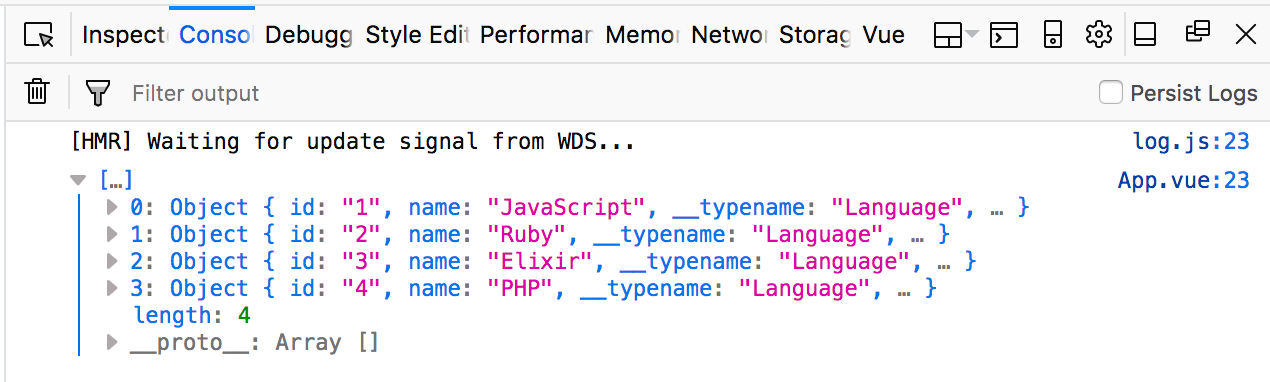 Inspect Consol Debugg Style Edit Performan Memor Networ Storag Vue
Filter output Persist Logs
[HMR] Waiting for update signal from WDS... log.js:23
[…] App.vue:23
0: Object { id: "1", name: "JavaScript", __typename: "Language", … }
1: Object { id: "2", name: "Ruby", __typename: "Language", … }
2: Object { id: "3", name: "Elixir", __typename: "Language", … }
3: Object { id: "4", name: "PHP", __typename: "Language", … }
length: 4
__proto__: Array []